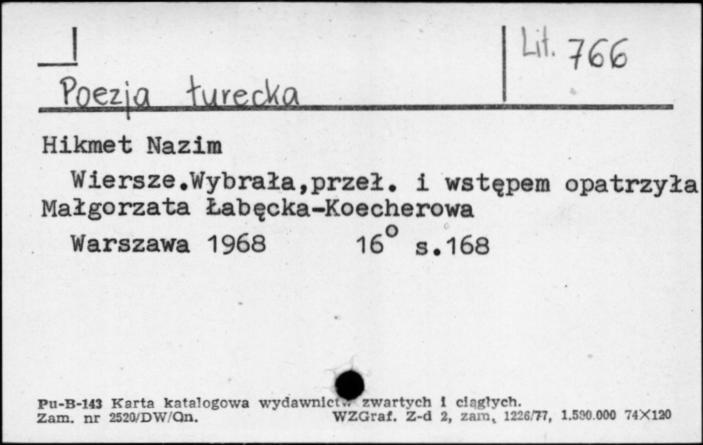 Lit. 766
Poezja turecka
Hikmet Nazim
Wiersze.Wybrała,przeł. i wstępem opatrzyła
Małgorzata Łabęcka-Koecherowa
Warszawa 1968 16° s.168
Pu-B-143 Karta katalogowa wydawnictw zwartych i ciągłych.
Zam. nr 2520/DW/Qn. WZGraf. Z-d 2, zam. 1226/77, 1.590.000 74X120